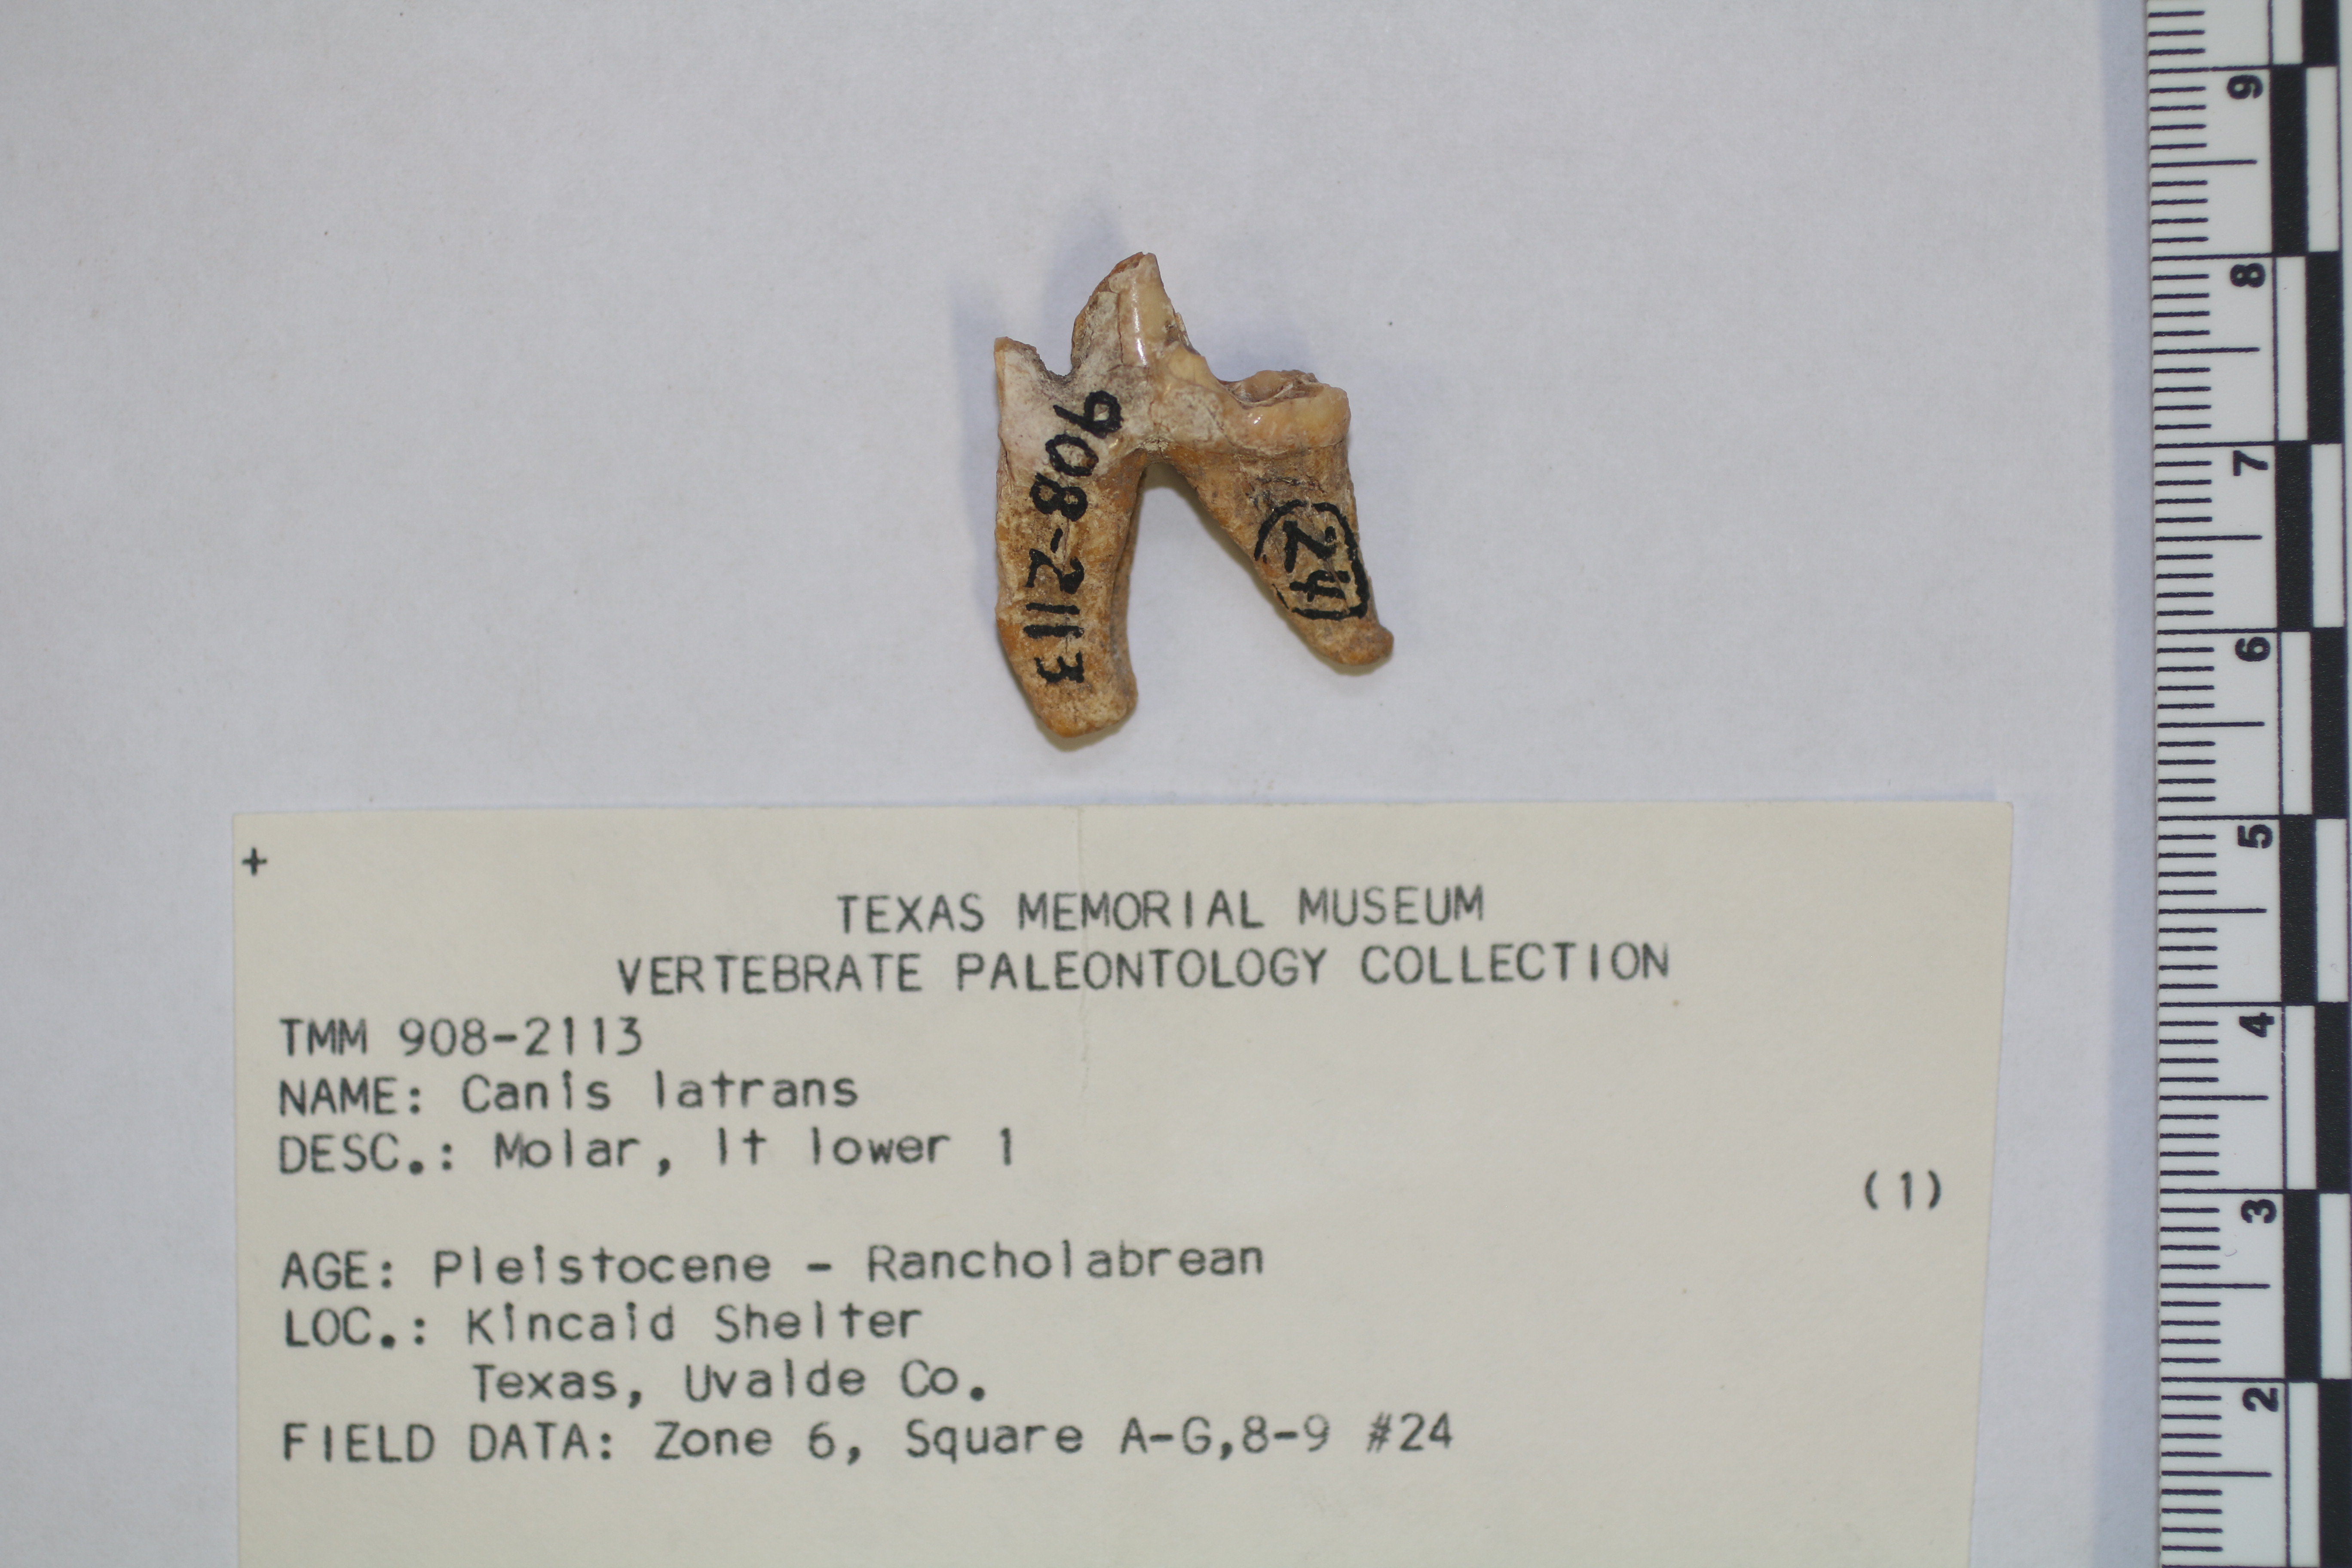 908-2113
24
+
TEXAS MEMORIAL MUSEUM
VERTEBRATE PALEONTOLOGY COLLECTION
TMM 908-2113
NAME: Canis latrans
DESC.: Molar, lt lower 1
(1)
AGE: Pleistocene - Rancholabrean
LOC.: Kincaid Shelter
Texas, Uvalde Co.
FIELD DATA: Zone 6, Square A-G,8-9 #24
9
8
7
6
5
4
3
2